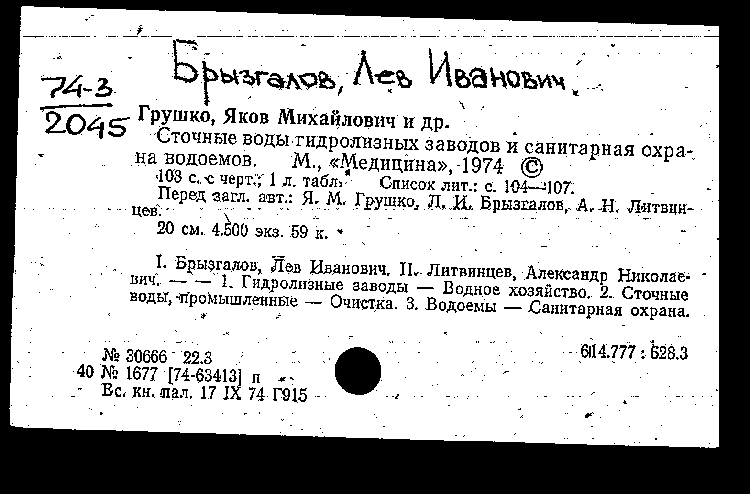 Брызгалов, Лев Иванович.
74-3
2045
Грушко, Яков Михайлович и др.
Сточные воды гидролизных заводов и санитарная охра-
на водоемов. М., «Медицина», 1974 ©
103 с. с черт.; 1 л. табл. Список лит.: с. 104—107.
Перед загл. авт.: Я. М. Грушко, Л. И. Брызгалов, А. Н. Литвин-
цев.
20 см. 4.500 экз. 59 к.
I. Брызгалов, Лев Иванович. II. Литвинцев, Александр Николае-
вич. — — 1. Гидролизные заводы — Водное хозяйство. 2. Сточные
воды, промышленные — Очистка. 3. Водоемы — Санитарная охрана.
614.777 : 628.3
№ 30666 22.3
40 № 1677 [74-63413] п
Вс. кн. пал. 17 IX 74 Г915